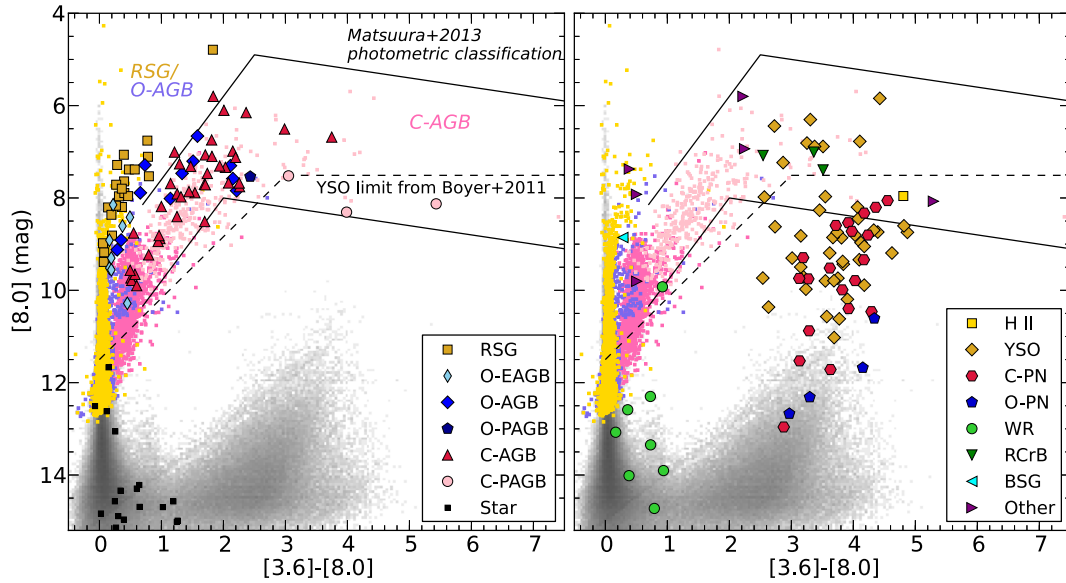 4
6
8
10
12
14
[8.0] (mag)
Matsuura+2013
photometric classification
RSG/
O-AGB
C-AGB
YSO limit from Boyer+2011
RSG
O-EAGB
O-AGB
O-PAGB
C-AGB
C-PAGB
Star
H II
YSO
C-PN
O-PN
WR
RCrB
BSG
Other
0 1 2 3 4 5 6 7
0 1 2 3 4 5 6 7
[3.6]-[8.0]
[3.6]-[8.0]